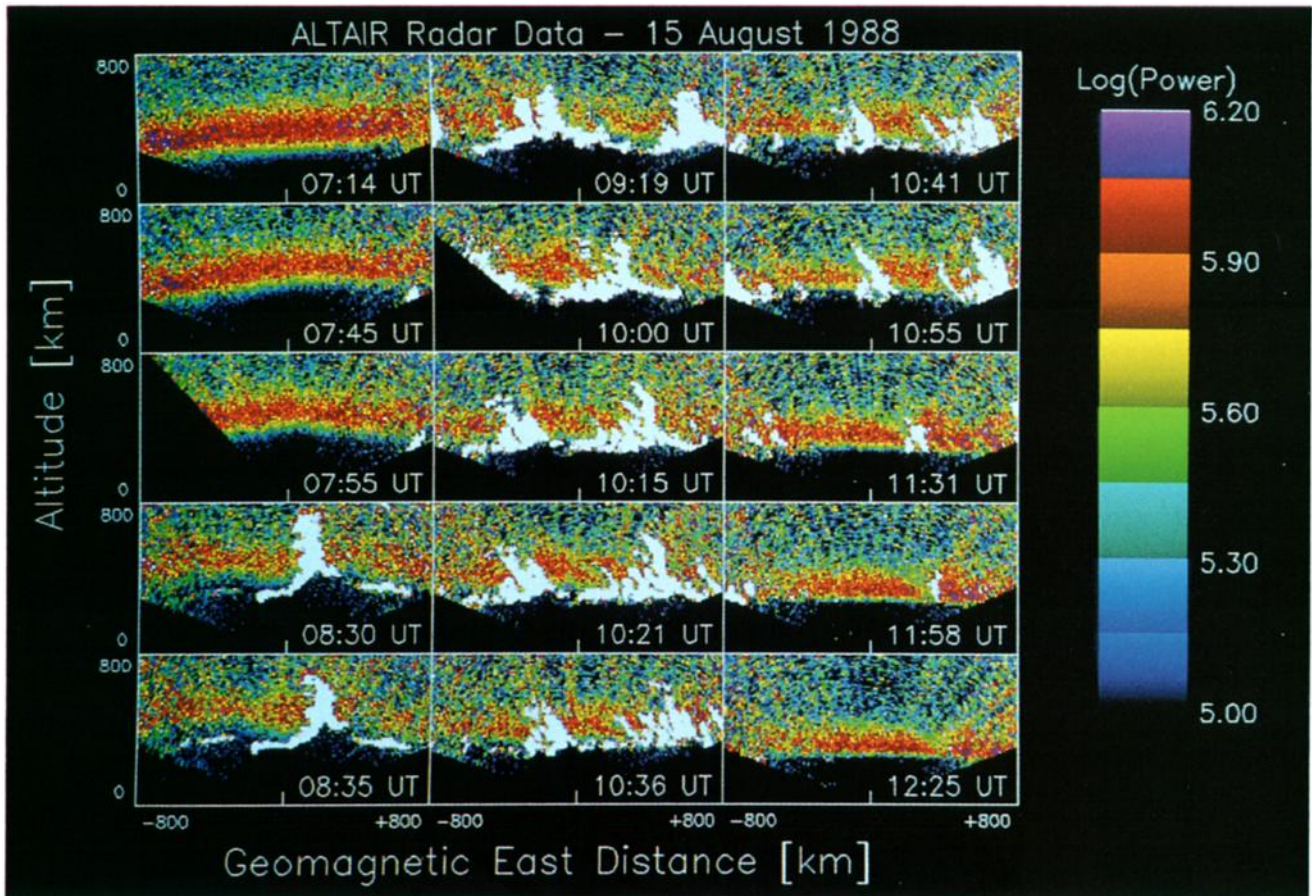 ALTAIR Radar Data – 15 August 1988
Log(Power)
800
0
07:14 UT
09:19 UT
10:41 UT
800
0
07:45 UT
10:00 UT
10:55 UT
800
0
07:55 UT
10:15 UT
11:31 UT
800
0
08:30 UT
10:21 UT
11:58 UT
800
0
08:35 UT
10:36 UT
12:25 UT
-800 +800 -800 +800 -800 +800
Altitude [km]
Geomagnetic East Distance [km]
6.20
5.90
5.60
5.30
5.00